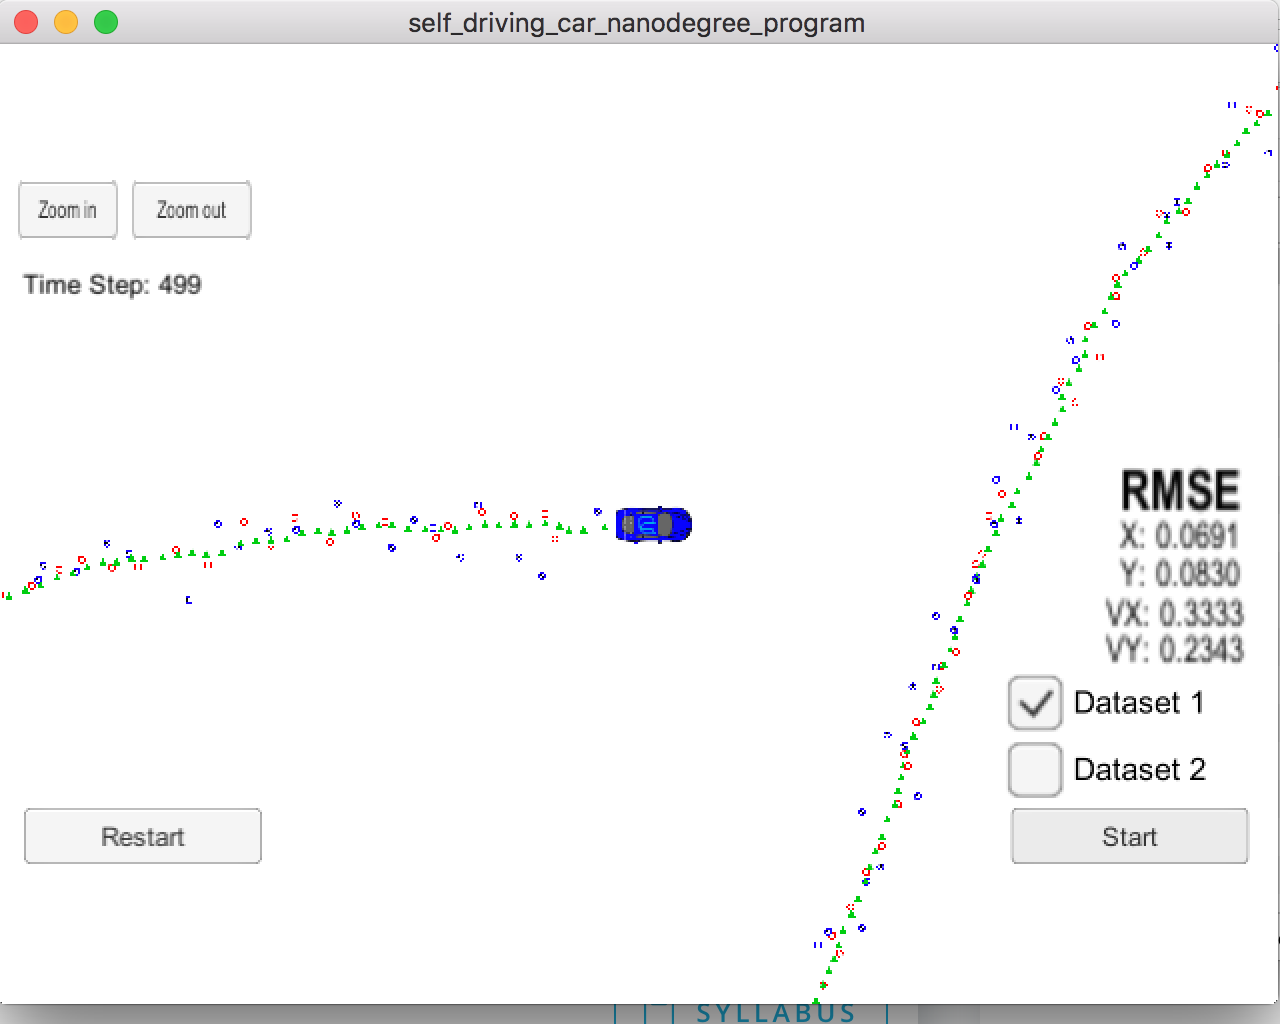 self_driving_car_nanodegree_program
Zoom in
Zoom out
Time Step: 499
RMSE
X: 0.0691
Y: 0.0830
VX: 0.3333
VY: 0.2343
Dataset 1
Dataset 2
Restart
Start
SYLLABUS